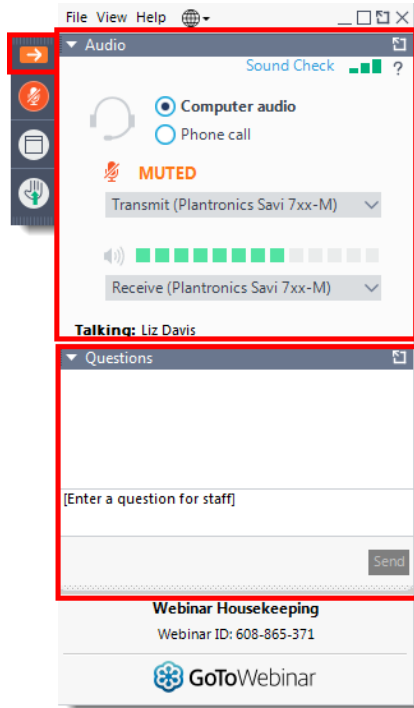 File View Help
Audio
Sound Check ?
Computer audio
Phone call
MUTED
Transmit (Plantronics Savi 7xx-M)
Receive (Plantronics Savi 7xx-M)
Talking: Liz Davis
Questions
[Enter a question for staff]
Send
Webinar Housekeeping
Webinar ID: 608-865-371
GoToWebinar